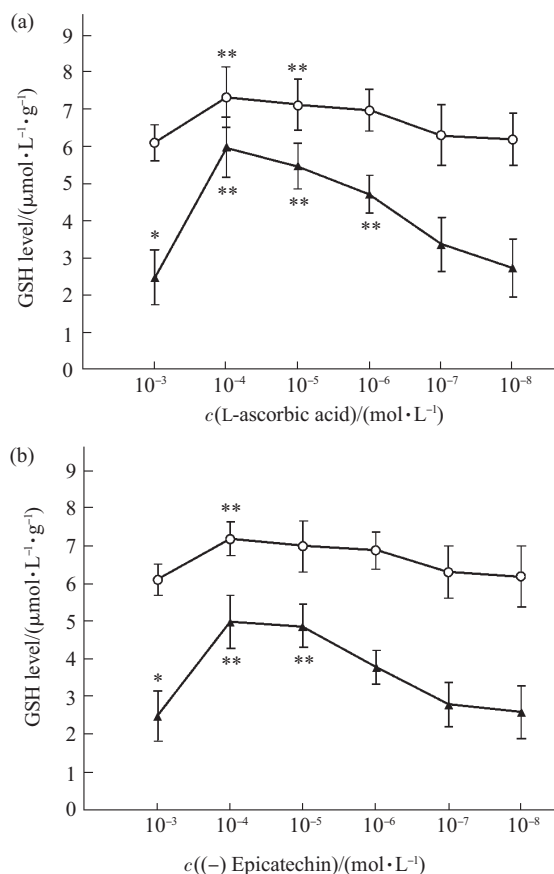 (a)
GSH level/(μmol·L⁻¹·g⁻¹)
9
8
7
6
5
4
3
2
1
0
** **
*
** ** **
10⁻³ 10⁻⁴ 10⁻⁵ 10⁻⁶ 10⁻⁷ 10⁻⁸
c(L-ascorbic acid)/(mol·L⁻¹)
(b)
GSH level/(μmol·L⁻¹·g⁻¹)
9
8
7
6
5
4
3
2
1
0
**
*
** **
10⁻³ 10⁻⁴ 10⁻⁵ 10⁻⁶ 10⁻⁷ 10⁻⁸
c((−) Epicatechin)/(mol·L⁻¹)